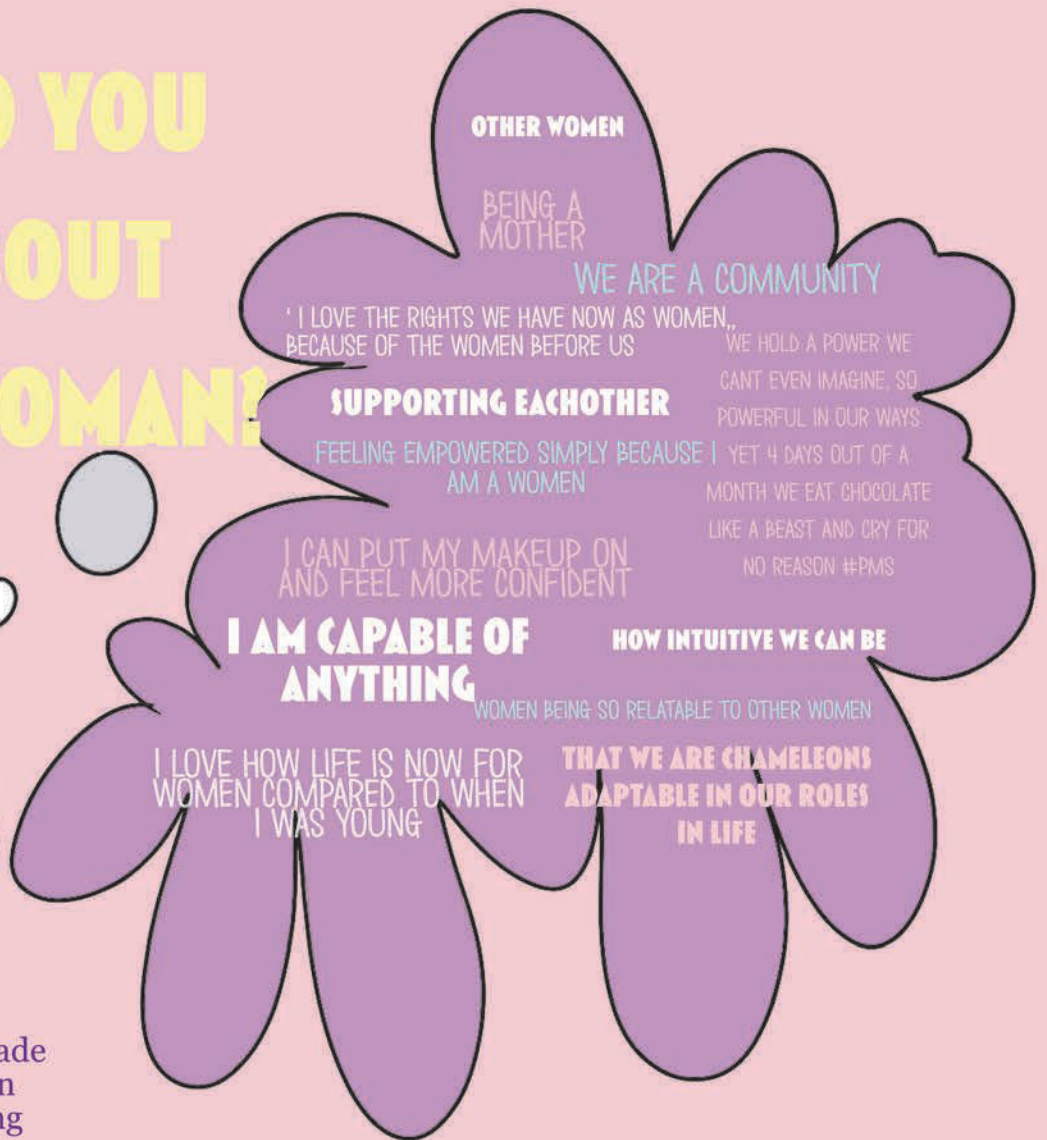 YOU
OUT
OMAN?
OTHER WOMEN
BEING A
MOTHER
WE ARE A COMMUNITY
' I LOVE THE RIGHTS WE HAVE NOW AS WOMEN,,
BECAUSE OF THE WOMEN BEFORE US
WE HOLD A POWER WE
CANT EVEN IMAGINE, SO
POWERFUL IN OUR WAYS
YET 4 DAYS OUT OF A
MONTH WE EAT CHOCOLATE
LIKE A BEAST AND CRY FOR
NO REASON #PMS
SUPPORTING EACHOTHER
FEELING EMPOWERED SIMPLY BECAUSE I
AM A WOMEN
I CAN PUT MY MAKEUP ON
AND FEEL MORE CONFIDENT
I AM CAPABLE OF
ANYTHING
HOW INTUITIVE WE CAN BE
WOMEN BEING SO RELATABLE TO OTHER WOMEN
I LOVE HOW LIFE IS NOW FOR
WOMEN COMPARED TO WHEN
I WAS YOUNG
THAT WE ARE CHAMELEONS
ADAPTABLE IN OUR ROLES
IN LIFE
ade
n
ng